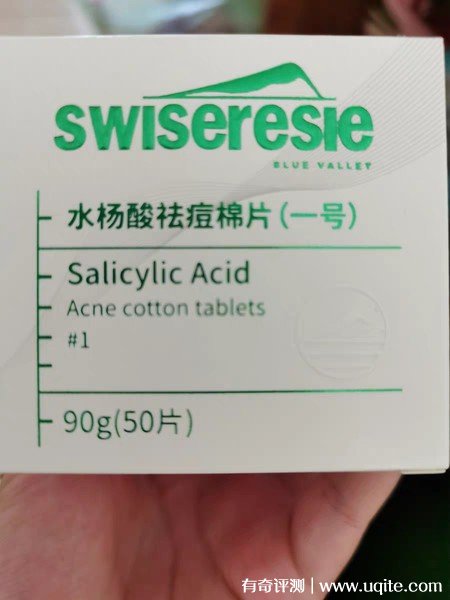 swiseresie
BLUE VALLEY
水杨酸祛痘棉片(一号)
Salicylic Acid
Acne cotton tablets
#1
90g(50片)
有奇评测 | www.uqite.com